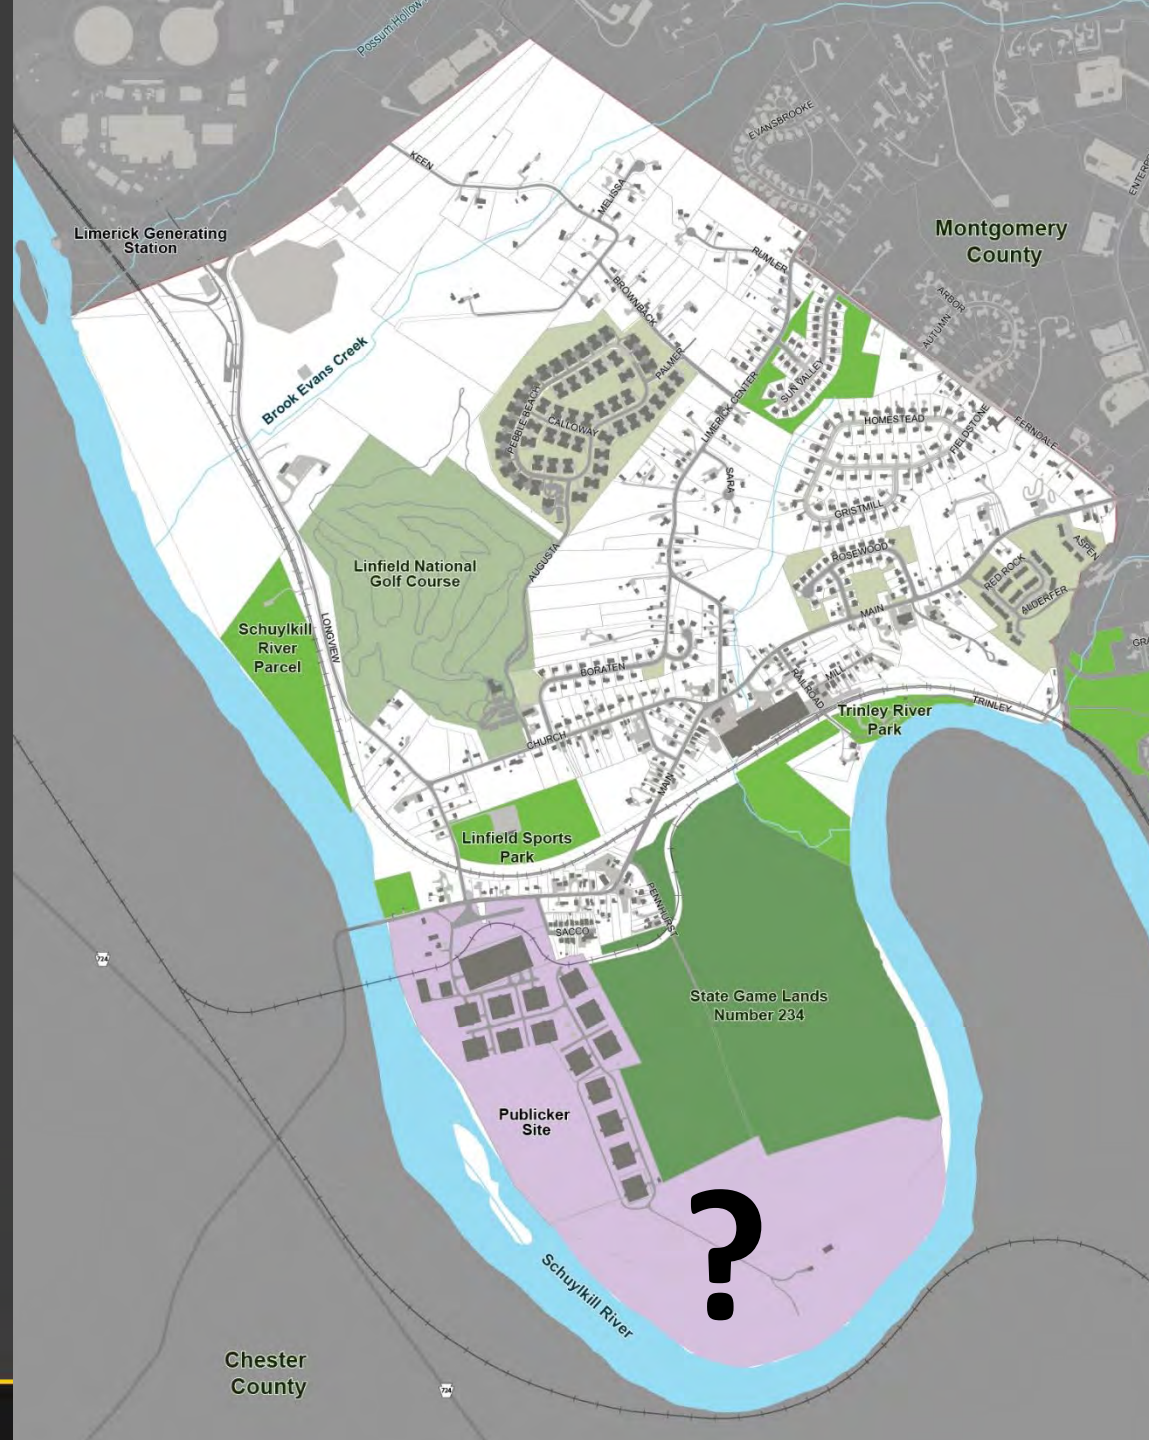 Possum Hollow
EVANSBROOKE
KEEN
MELISSA
Limerick Generating
Station
Montgomery
County
RUMLER
BROWNBACK
ARBOR
AUTUMN
Brook Evans Creek
PALMER
SUN VALLEY
PEBBLE BEACH
CALLOWAY
LIMERICK CENTER
HOMESTEAD
FIELDSTONE
FERNDALE
SARA
GRISTMILL
AUGUSTA
Linfield National
Golf Course
ROSEWOOD
ASPEN
RED ROCK
ALDERFER
MAIN
LONGVIEW
Schuylkill
River
Parcel
BORATEN
RAILROAD
MILL
Trinley River
Park
TRINLEY
CHURCH
MAIN
Linfield Sports
Park
PENNHURST
SACCO
724
State Game Lands
Number 234
Publicker
Site
?
Schuylkill River
Chester
County
724